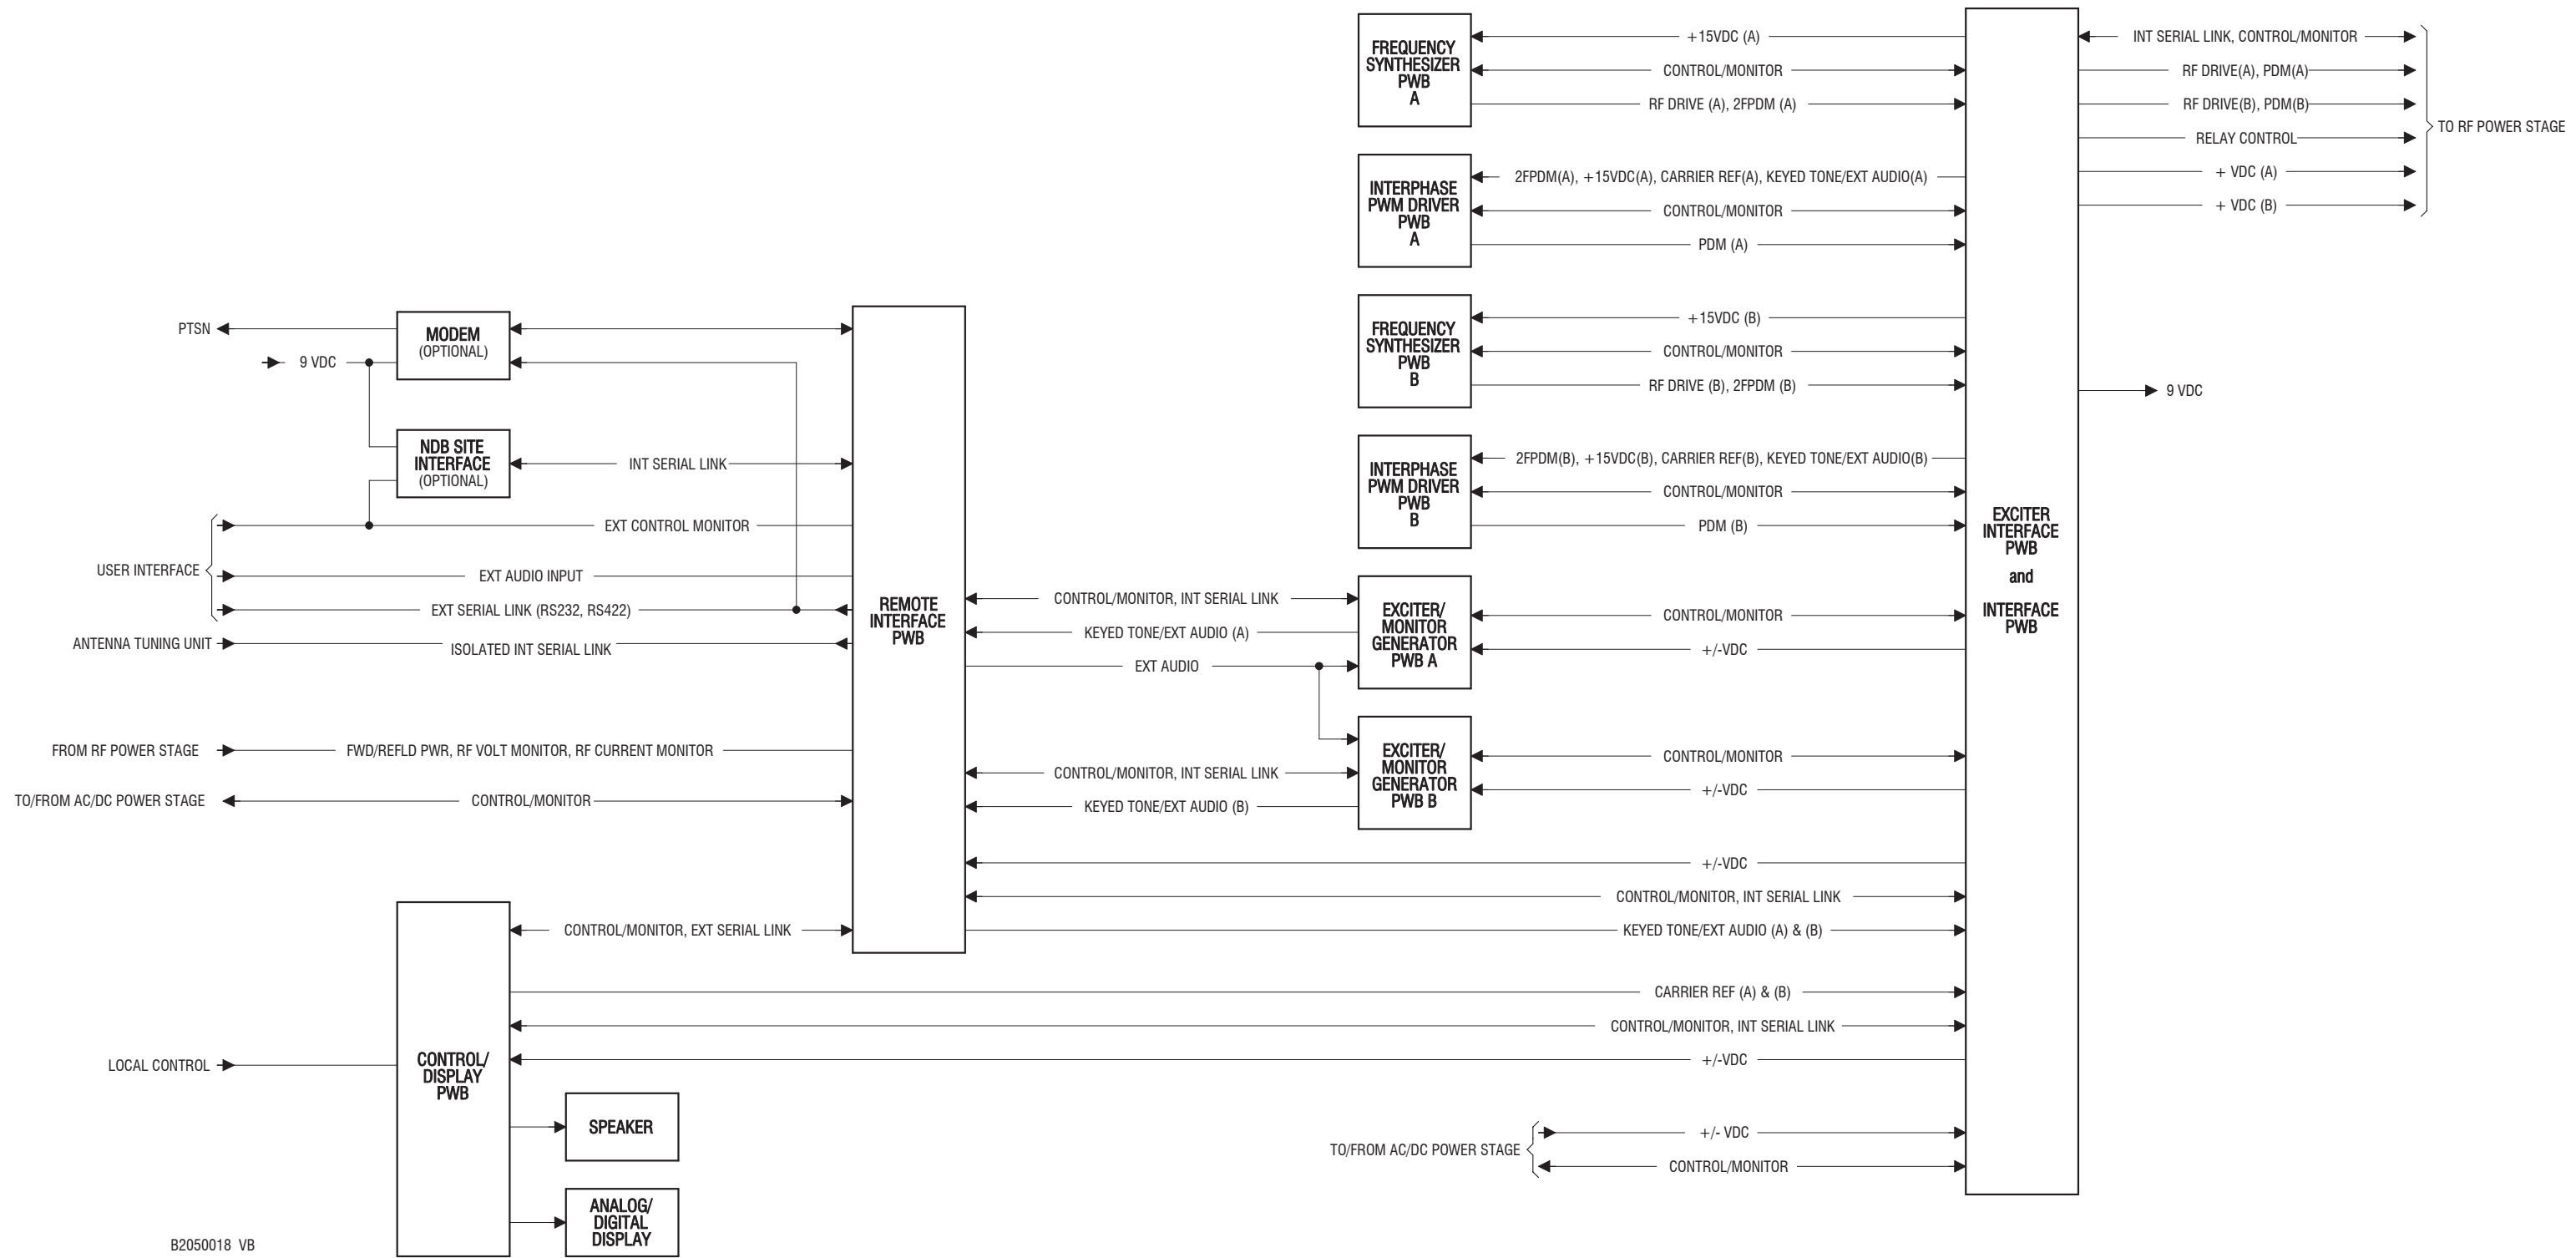 FREQUENCY
SYNTHESIZER
PWB
A
+15VDC (A)
CONTROL/MONITOR
RF DRIVE (A), 2FPDM (A)
INTERPHASE
PWM DRIVER
PWB
A
2FPDM(A), +15VDC(A), CARRIER REF(A), KEYED TONE/EXT AUDIO(A)
CONTROL/MONITOR
PDM (A)
FREQUENCY
SYNTHESIZER
PWB
B
+15VDC (B)
CONTROL/MONITOR
RF DRIVE (B), 2FPDM (B)
INTERPHASE
PWM DRIVER
PWB
B
2FPDM(B), +15VDC(B), CARRIER REF(B), KEYED TONE/EXT AUDIO(B)
CONTROL/MONITOR
PDM (B)
INT SERIAL LINK, CONTROL/MONITOR
RF DRIVE(A), PDM(A)
RF DRIVE(B), PDM(B)
RELAY CONTROL
+ VDC (A)
+ VDC (B)
TO RF POWER STAGE
9 VDC
EXCITER
INTERFACE
PWB
and
INTERFACE
PWB
PTSN
9 VDC
MODEM
(OPTIONAL)
NDB SITE
INTERFACE
(OPTIONAL)
INT SERIAL LINK
USER INTERFACE
EXT CONTROL MONITOR
EXT AUDIO INPUT
EXT SERIAL LINK (RS232, RS422)
ANTENNA TUNING UNIT
ISOLATED INT SERIAL LINK
FROM RF POWER STAGE
FWD/REFLD PWR, RF VOLT MONITOR, RF CURRENT MONITOR
TO/FROM AC/DC POWER STAGE
CONTROL/MONITOR
REMOTE
INTERFACE
PWB
CONTROL/MONITOR, INT SERIAL LINK
KEYED TONE/EXT AUDIO (A)
EXT AUDIO
EXCITER/
MONITOR
GENERATOR
PWB A
CONTROL/MONITOR
+/-VDC
CONTROL/MONITOR, INT SERIAL LINK
KEYED TONE/EXT AUDIO (B)
EXCITER/
MONITOR
GENERATOR
PWB B
CONTROL/MONITOR
+/-VDC
+/-VDC
CONTROL/MONITOR, INT SERIAL LINK
KEYED TONE/EXT AUDIO (A) & (B)
CONTROL/MONITOR, EXT SERIAL LINK
CARRIER REF (A) & (B)
CONTROL/MONITOR, INT SERIAL LINK
+/-VDC
LOCAL CONTROL
CONTROL/
DISPLAY
PWB
SPEAKER
ANALOG/
DIGITAL
DISPLAY
TO/FROM AC/DC POWER STAGE
+/- VDC
CONTROL/MONITOR
B2050018 VB